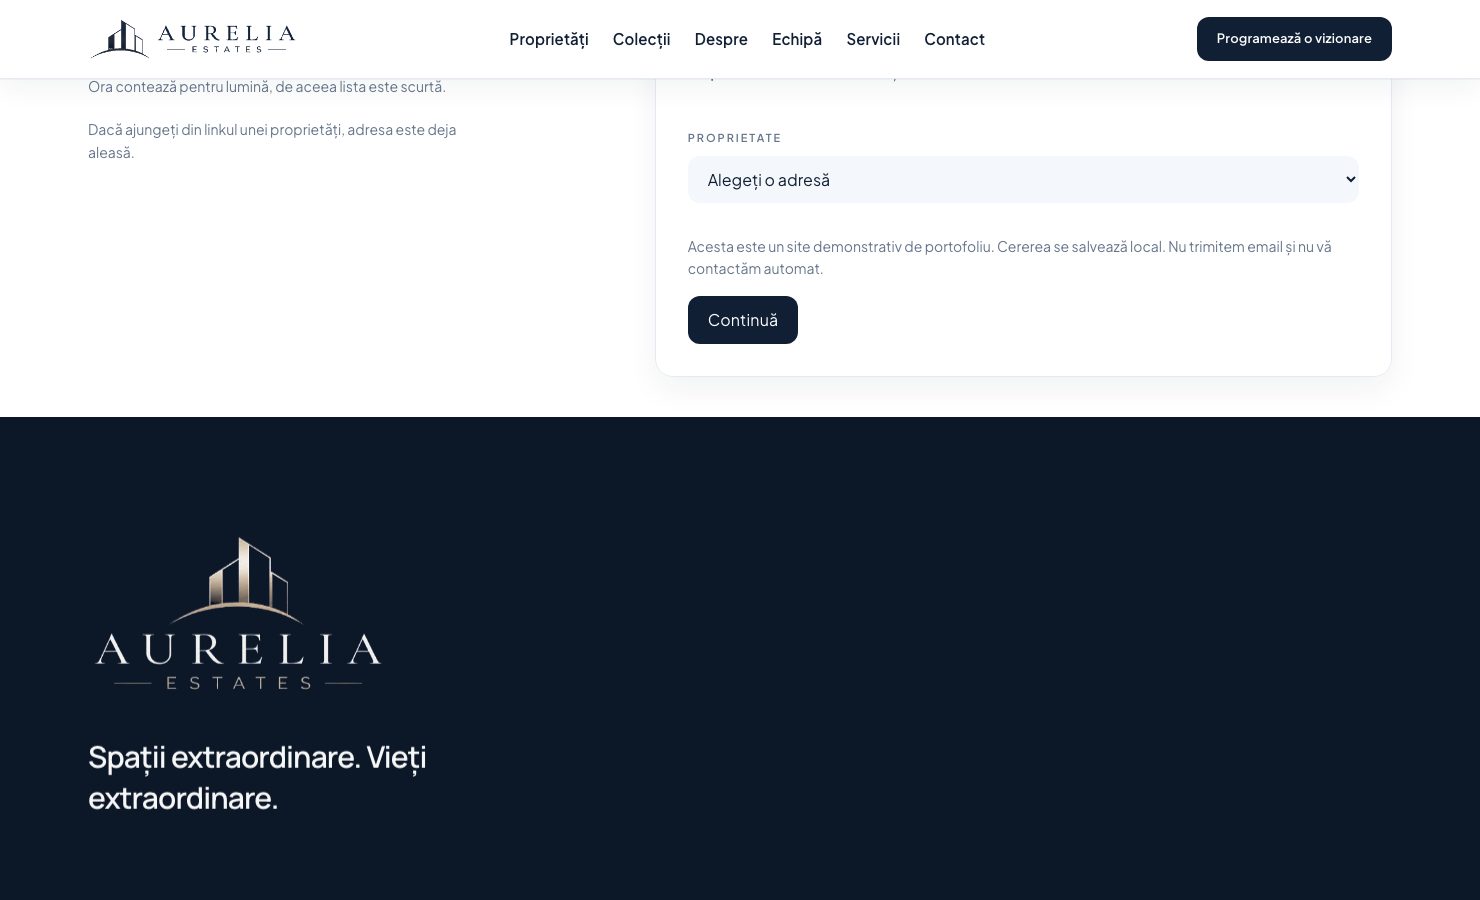 AURELIA
ESTATES
Proprietăți
Colecții
Despre
Echipă
Servicii
Contact
Programează o vizionare
Ora contează pentru lumină, de aceea lista este scurtă.
Dacă ajungeți din linkul unei proprietăți, adresa este deja
aleasă.
PROPRIETATE
Alegeți o adresă
Acesta este un site demonstrativ de portofoliu. Cererea se salvează local. Nu trimitem email și nu vă
contactăm automat.
Continuă
AURELIA
ESTATES
Spații extraordinare. Vieți
extraordinare.